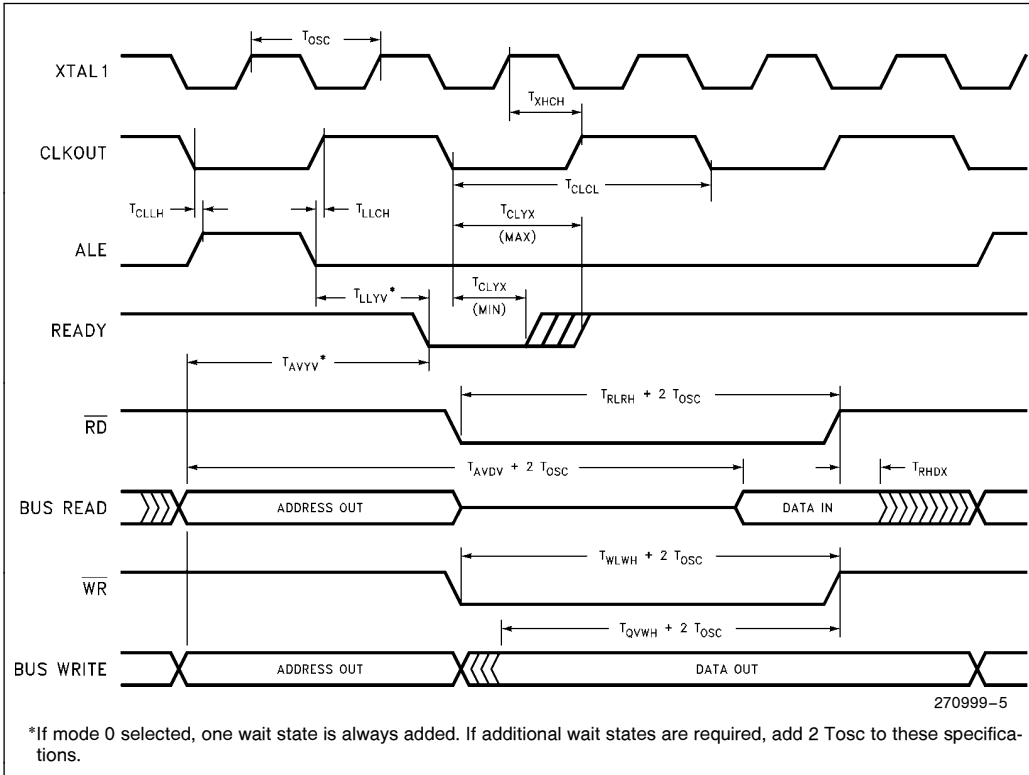 T_OSC
XTAL1
T_XHCH
CLKOUT
T_CLCL
T_CLLH
T_LLCH
T_CLYX
(MAX)
ALE
T_LLYV*
T_CLYX
(MIN)
READY
T_AVYV*
T_RLRH + 2 T_OSC
RD
T_AVDV + 2 T_OSC
T_RHDX
BUS READ
ADDRESS OUT
DATA IN
T_WLWH + 2 T_OSC
WR
T_QVWH + 2 T_OSC
BUS WRITE
ADDRESS OUT
DATA OUT
270999-5
*If mode 0 selected, one wait state is always added. If additional wait states are required, add 2 Tosc to these specifica-
tions.